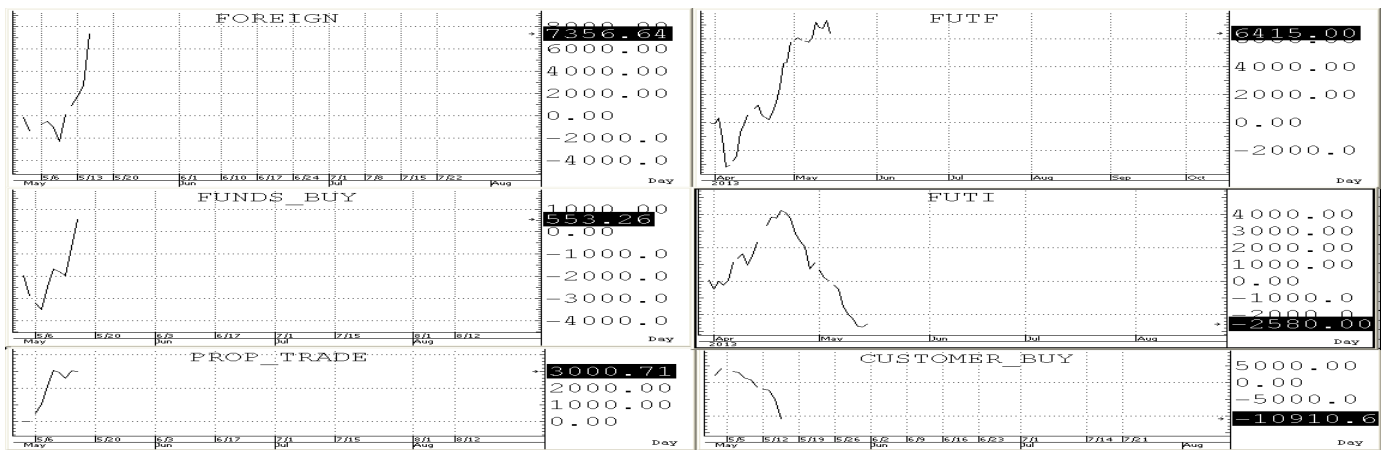 FOREIGN
8000.00
7356.64
6000.00
4000.00
2000.00
0.00
-2000.0
-4000.0
5/6 5/13 5/20 6/1 6/10 6/17 6/24 7/1 7/8 7/15 7/22
May Jun Jul Aug
Day
FUTF
6415.00
4000.00
2000.00
0.00
-2000.0
Apr May Jun Jul Aug Sep Oct
2013
Day
FUNDS_BUY
1000.00
553.26
0.00
-1000.0
-2000.0
-3000.0
-4000.0
5/6 5/20 6/3 6/17 7/1 7/15 8/1 8/12
May Jun Jul Aug
Day
FUTI
4000.00
3000.00
2000.00
1000.00
0.00
-1000.0
-2000.0
-2580.00
Apr May Jun Jul Aug
2013
Day
PROP_TRADE
3000.71
2000.00
1000.00
0.00
5/6 5/20 6/3 6/17 7/1 7/15 8/1 8/12
May Jun Jul Aug
Day
CUSTOMER_BUY
5000.00
0.00
-5000.0
-10910.6
5/5 5/12 5/19 5/26 6/2 6/9 6/16 6/23 7/1 7/14 7/21
May Jun Jul Aug
Day